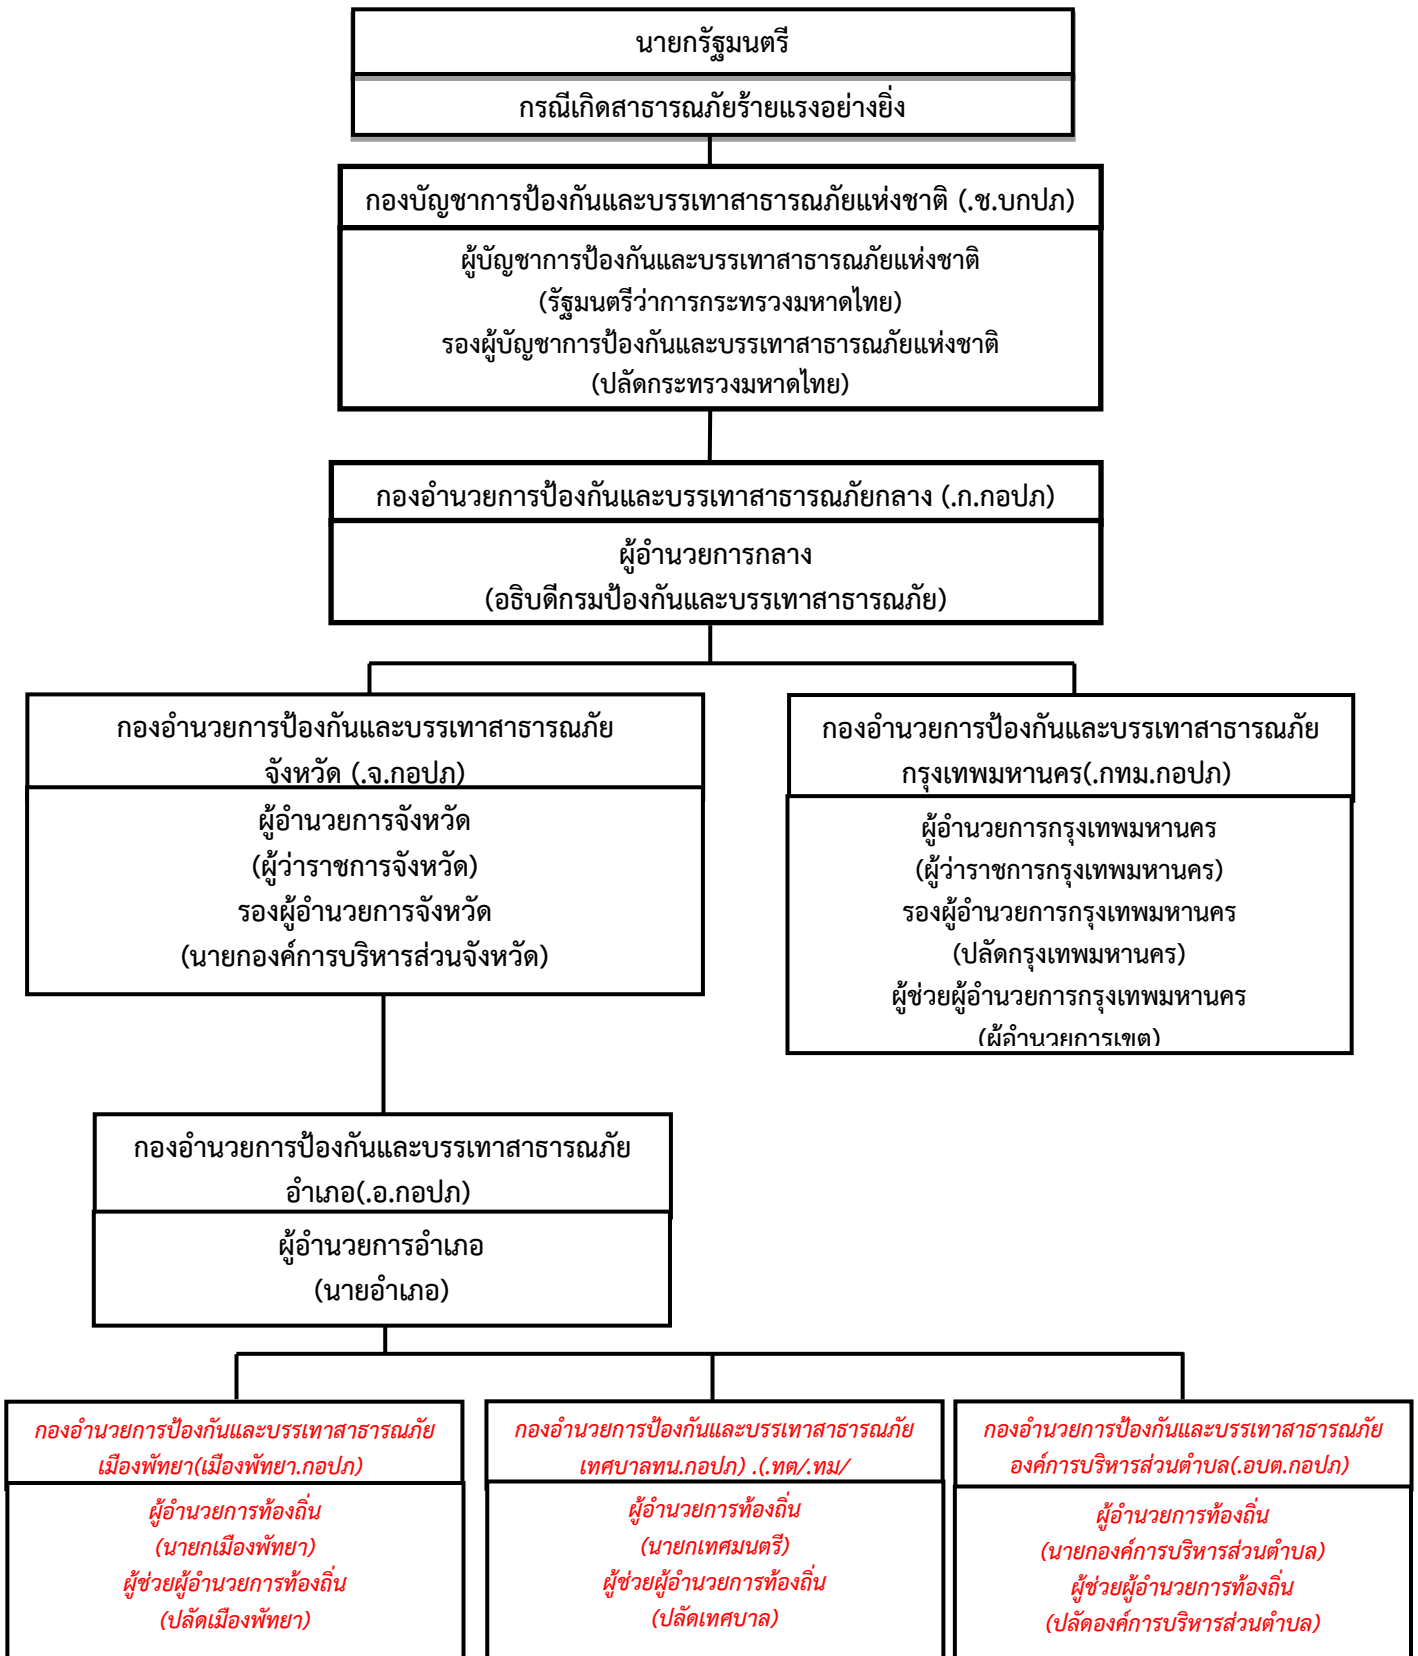 นายกรัฐมนตรี
กรณีเกิดสาธารณภัยร้ายแรงอย่างยิ่ง
กองบัญชาการป้องกันและบรรเทาสาธารณภัยแห่งชาติ (.ช.บกปภ)
ผู้บัญชาการป้องกันและบรรเทาสาธารณภัยแห่งชาติ
(รัฐมนตรีว่าการกระทรวงมหาดไทย)
รองผู้บัญชาการป้องกันและบรรเทาสาธารณภัยแห่งชาติ
(ปลัดกระทรวงมหาดไทย)
กองอำนวยการป้องกันและบรรเทาสาธารณภัยกลาง (.ก.กอปภ)
ผู้อำนวยการกลาง
(อธิบดีกรมป้องกันและบรรเทาสาธารณภัย)
กองอำนวยการป้องกันและบรรเทาสาธารณภัย
จังหวัด (.จ.กอปภ)
ผู้อำนวยการจังหวัด
(ผู้ว่าราชการจังหวัด)
รองผู้อำนวยการจังหวัด
(นายกองค์การบริหารส่วนจังหวัด)
กองอำนวยการป้องกันและบรรเทาสาธารณภัย
กรุงเทพมหานคร(.กทม.กอปภ)
ผู้อำนวยการกรุงเทพมหานคร
(ผู้ว่าราชการกรุงเทพมหานคร)
รองผู้อำนวยการกรุงเทพมหานคร
(ปลัดกรุงเทพมหานคร)
ผู้ช่วยผู้อำนวยการกรุงเทพมหานคร
(ผู้อำนวยการเขต)
กองอำนวยการป้องกันและบรรเทาสาธารณภัย
อำเภอ(.อ.กอปภ)
ผู้อำนวยการอำเภอ
(นายอำเภอ)
กองอำนวยการป้องกันและบรรเทาสาธารณภัย
เมืองพัทยา(เมืองพัทยา.กอปภ)
ผู้อำนวยการท้องถิ่น
(นายกเมืองพัทยา)
ผู้ช่วยผู้อำนวยการท้องถิ่น
(ปลัดเมืองพัทยา)
กองอำนวยการป้องกันและบรรเทาสาธารณภัย
เทศบาลทน.กอปภ) .(.ทต/.ทม/
ผู้อำนวยการท้องถิ่น
(นายกเทศมนตรี)
ผู้ช่วยผู้อำนวยการท้องถิ่น
(ปลัดเทศบาล)
กองอำนวยการป้องกันและบรรเทาสาธารณภัย
องค์การบริหารส่วนตำบล(.อบต.กอปภ)
ผู้อำนวยการท้องถิ่น
(นายกองค์การบริหารส่วนตำบล)
ผู้ช่วยผู้อำนวยการท้องถิ่น
(ปลัดองค์การบริหารส่วนตำบล)